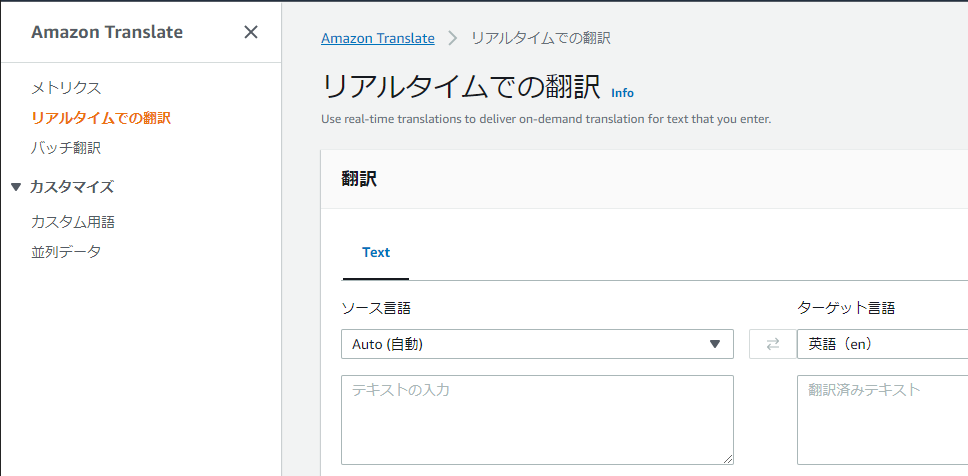 Amazon Translate
メトリクス
リアルタイムでの翻訳
バッチ翻訳
カスタマイズ
カスタム用語
並列データ
Amazon Translate > リアルタイムでの翻訳
リアルタイムでの翻訳 Info
Use real-time translations to deliver on-demand translation for text that you enter.
翻訳
Text
ソース言語
Auto (自動)
テキストの入力
ターゲット言語
英語（en）
翻訳済みテキスト